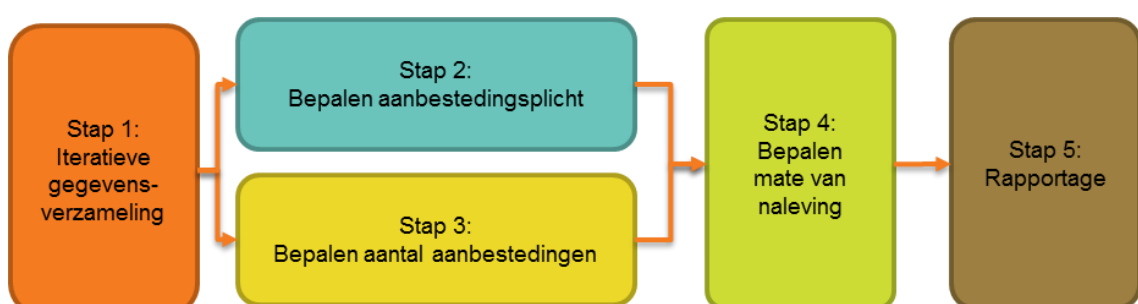 Stap 1:
Iteratieve
gegevens-
verzameling
Stap 2:
Bepalen aanbestedingsplicht
Stap 3:
Bepalen aantal aanbestedingen
Stap 4:
Bepalen
mate van
naleving
Stap 5:
Rapportage